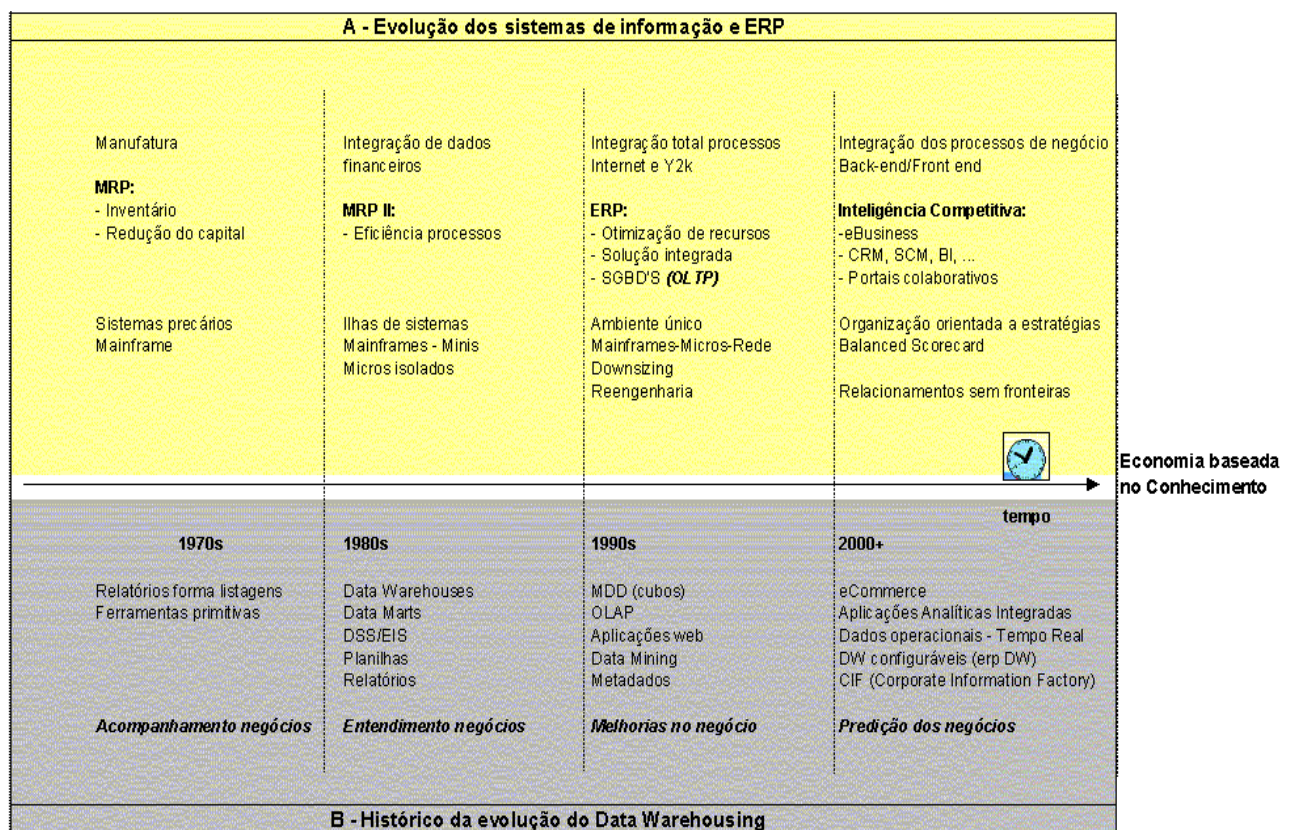 A - Evolução dos sistemas de informação e ERP
Manufatura
MRP:
- Inventário
- Redução do capital
Sistemas precários
Mainframe
Integração de dados
financeiros
MRP II:
- Eficiência processos
Ilhas de sistemas
Mainframes - Minis
Micros isolados
Integração total processos
Internet e Y2k
ERP:
- Otimização de recursos
- Solução integrada
- SGBD'S (OLTP)
Ambiente único
Mainframes-Micros-Rede
Downsizing
Reengenharia
Integração dos processos de negócio
Back-end/Front end
Inteligência Competitiva:
-eBusiness
- CRM, SCM, BI, ...
- Portais colaborativos
Organização orientada a estratégias
Balanced Scorecard
Relacionamentos sem fronteiras
Economia baseada
no Conhecimento
tempo
1970s
Relatórios forma listagens
Ferramentas primitivas
Acompanhamento negócios
1980s
Data Warehouses
Data Marts
DSS/EIS
Planilhas
Relatórios
Entendimento negócios
1990s
MDD (cubos)
OLAP
Aplicações web
Data Mining
Metadados
Melhorias no negócio
2000+
eCommerce
Aplicações Analíticas Integradas
Dados operacionais - Tempo Real
DW configuráveis (erp DW)
CIF (Corporate Information Factory)
Predição dos negócios
B - Histórico da evolução do Data Warehousing